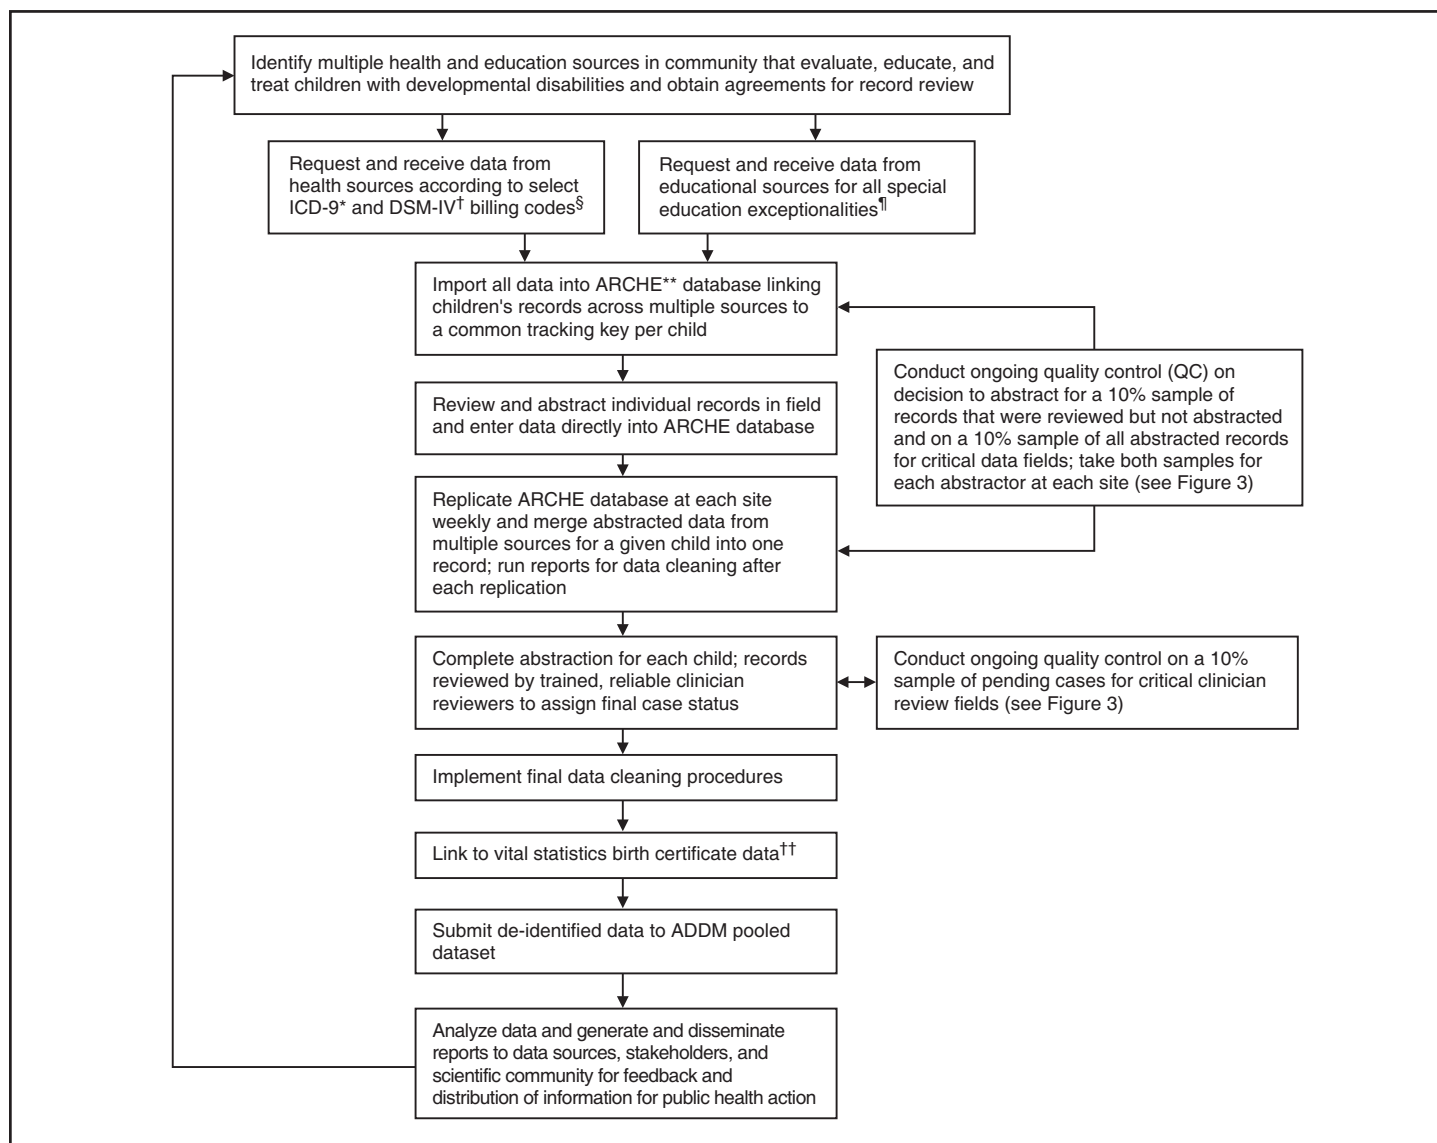 Identify multiple health and education sources in community that evaluate, educate, and
treat children with developmental disabilities and obtain agreements for record review
Request and receive data from
health sources according to select
ICD-9* and DSM-IV† billing codes§
Request and receive data from
educational sources for all special
education exceptionalities¶
Import all data into ARCHE** database linking
children's records across multiple sources to
a common tracking key per child
Conduct ongoing quality control (QC) on
decision to abstract for a 10% sample of
records that were reviewed but not abstracted
and on a 10% sample of all abstracted records
for critical data fields; take both samples for
each abstractor at each site (see Figure 3)
Review and abstract individual records in field
and enter data directly into ARCHE database
Replicate ARCHE database at each site
weekly and merge abstracted data from
multiple sources for a given child into one
record; run reports for data cleaning after
each replication
Complete abstraction for each child; records
reviewed by trained, reliable clinician
reviewers to assign final case status
Conduct ongoing quality control on a 10%
sample of pending cases for critical clinician
review fields (see Figure 3)
Implement final data cleaning procedures
Link to vital statistics birth certificate data††
Submit de-identified data to ADDM pooled
dataset
Analyze data and generate and disseminate
reports to data sources, stakeholders, and
scientific community for feedback and
distribution of information for public health action